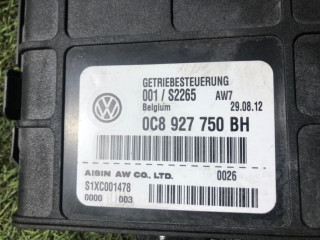 GETRIEBESTEUERUNG
001/S2265 AW7
Belgium 29.08.12
0C8 927 750 BH
AISIN AW CO., LTD. 0026
S1XC001478
0000 003